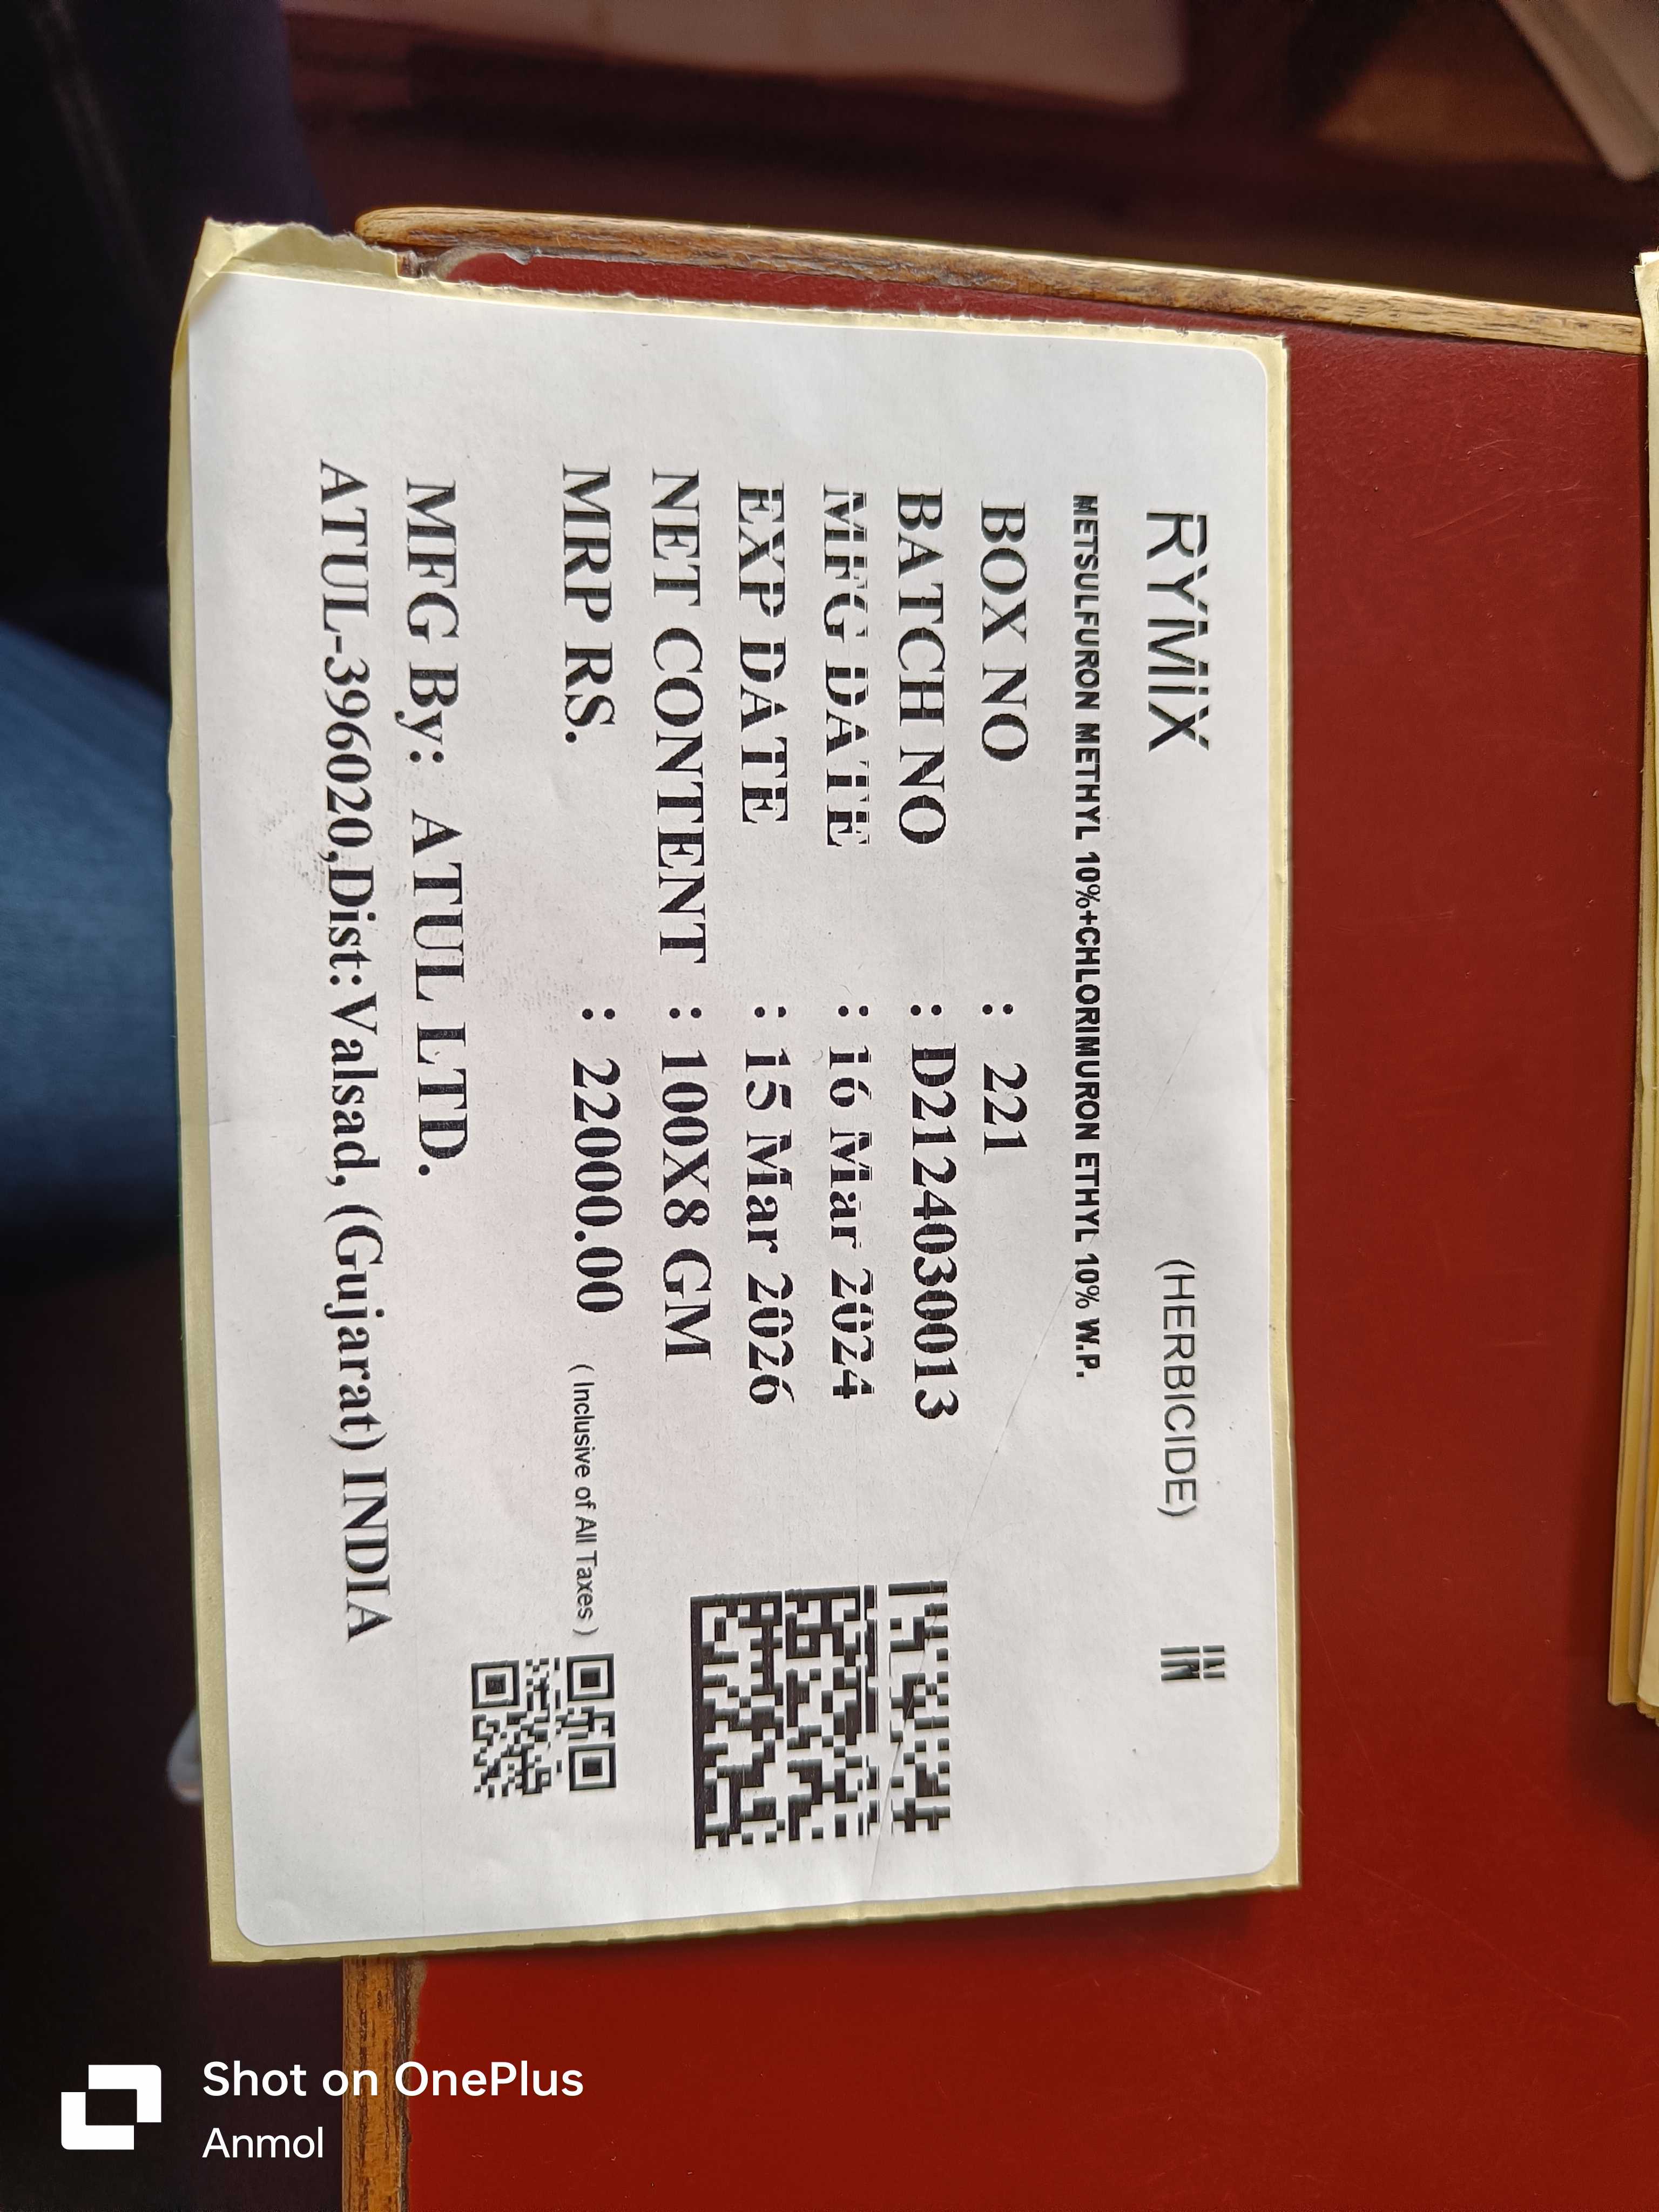 RYMIX (HERBICIDE) IN
METSULFURON METHYL 10%+CHLORIMURON ETHYL 10% W.P.
BOX NO : 221
BATCH NO : D2124030013
MFG DATE : 16 Mar 2024
EXP DATE : 15 Mar 2026
NET CONTENT : 100X8 GM
MRP RS. : 22000.00 ( Inclusive of All Taxes )
MFG By: ATUL LTD.
ATUL-396020,Dist:Valsad, (Gujarat) INDIA
Shot on OnePlus
Anmol